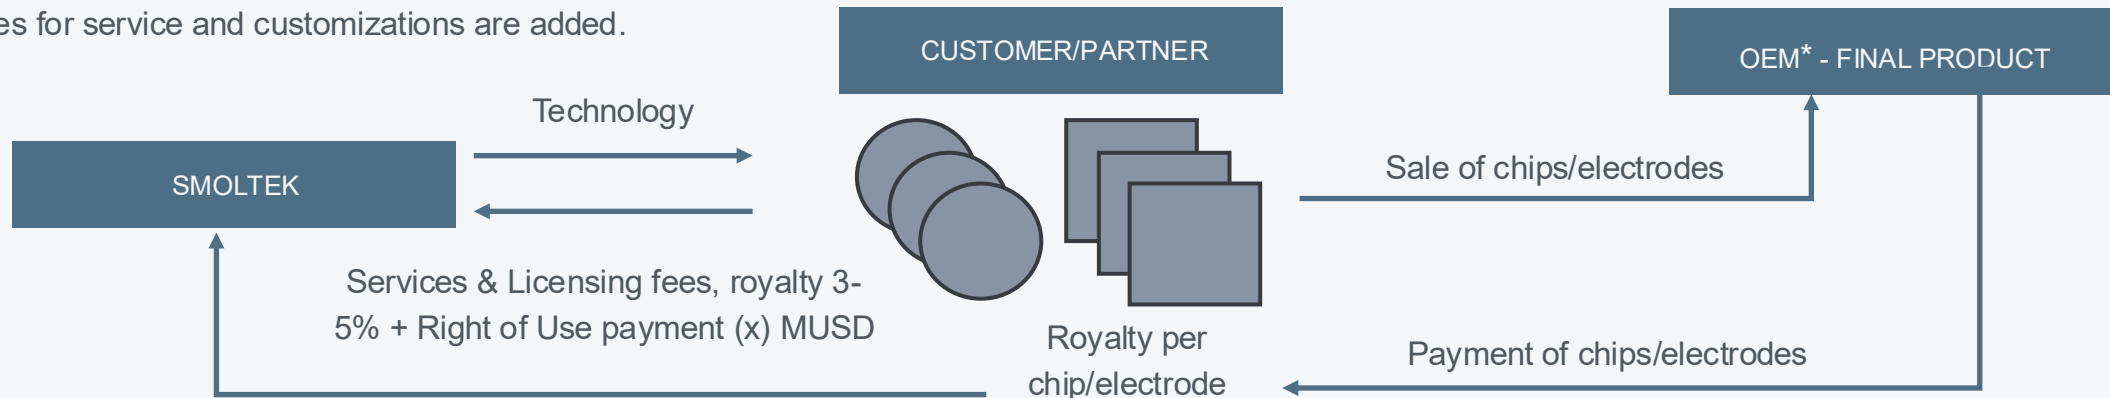 es for service and customizations are added.
CUSTOMER/PARTNER
OEM* - FINAL PRODUCT
Technology
SMOLTEK
Sale of chips/electrodes
Services & Licensing fees, royalty 3-
5% + Right of Use payment (x) MUSD
Royalty per
chip/electrode
Payment of chips/electrodes